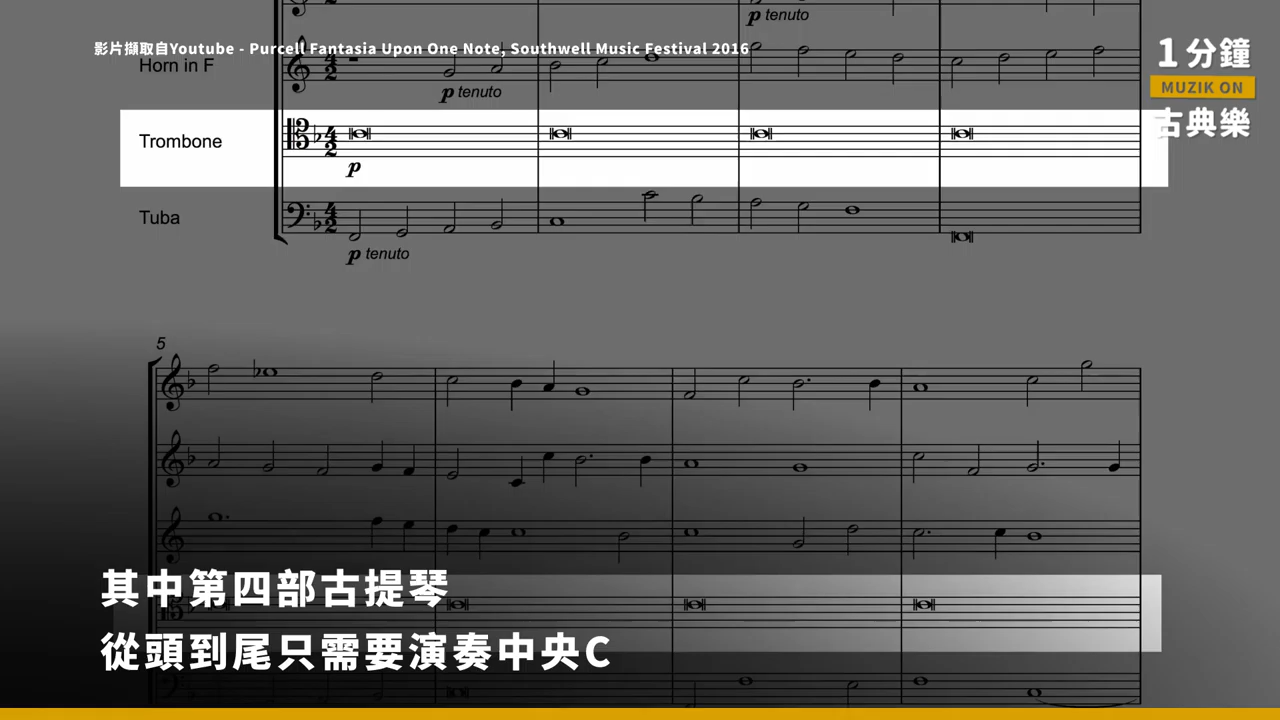 p tenuto
影片擷取自Youtube - Purcell Fantasia Upon One Note, Southwell Music Festival 2016
1分鐘
MUZIK ON
古典樂
Horn in F
p tenuto
Trombone
p
Tuba
p tenuto
5
其中第四部古提琴
從頭到尾只需要演奏中央C